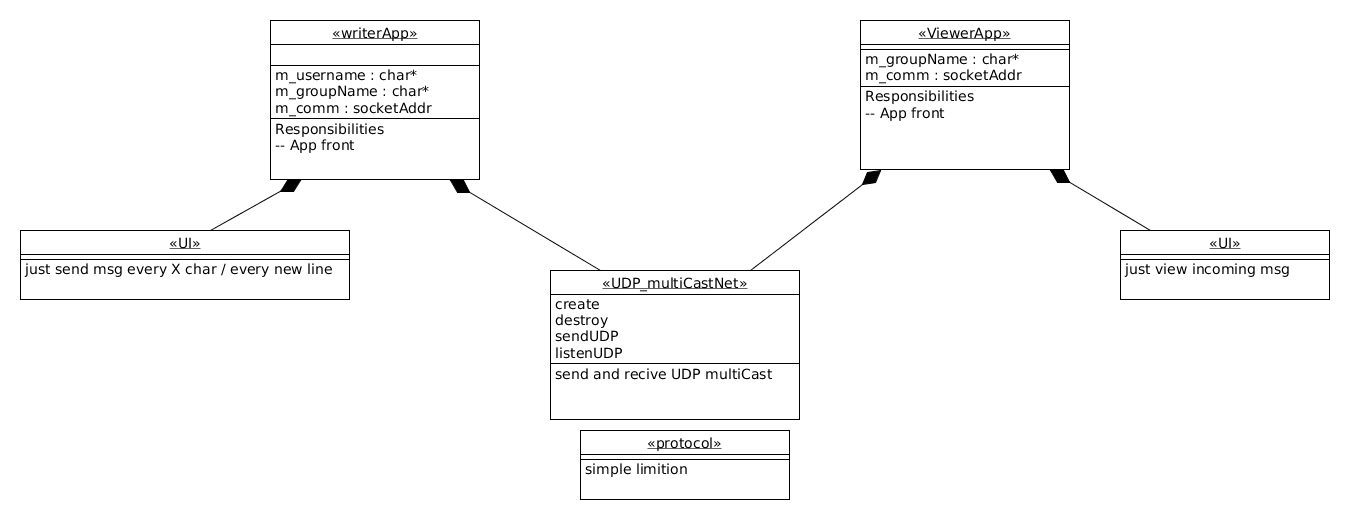 «writerApp»
m_username : char*
m_groupName : char*
m_comm : socketAddr
Responsibilities
-- App front
«ViewerApp»
m_groupName : char*
m_comm : socketAddr
Responsibilities
-- App front
«UI»
just send msg every X char / every new line
«UDP_multiCastNet»
create
destroy
sendUDP
listenUDP
send and recive UDP multiCast
«UI»
just view incoming msg
«protocol»
simple limition